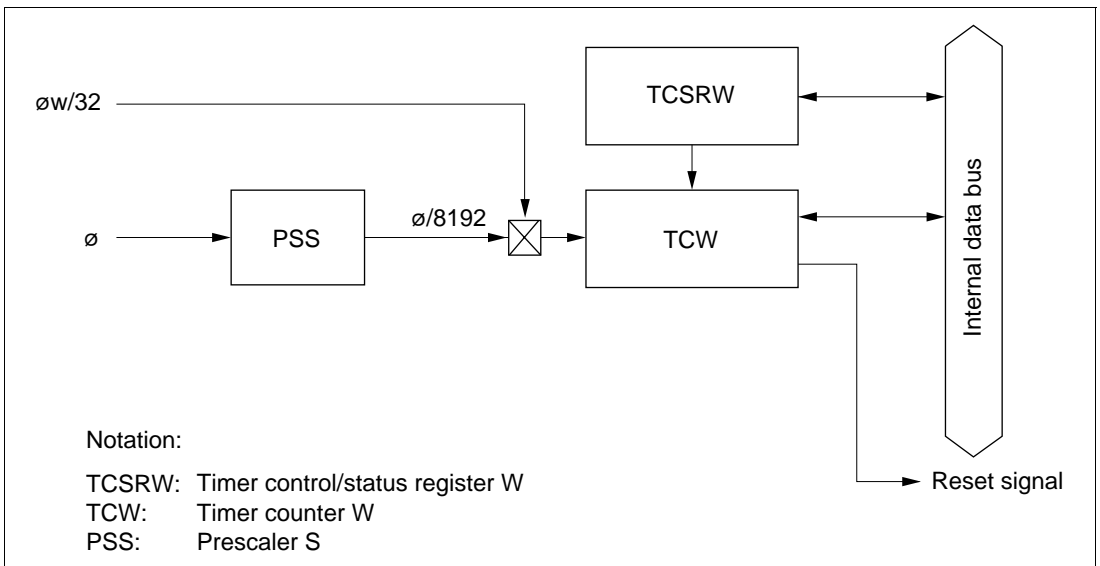 øw/32
TCSRW
ø
PSS
ø/8192
TCW
Internal data bus
Reset signal
Notation:
TCSRW: Timer control/status register W
TCW: Timer counter W
PSS: Prescaler S